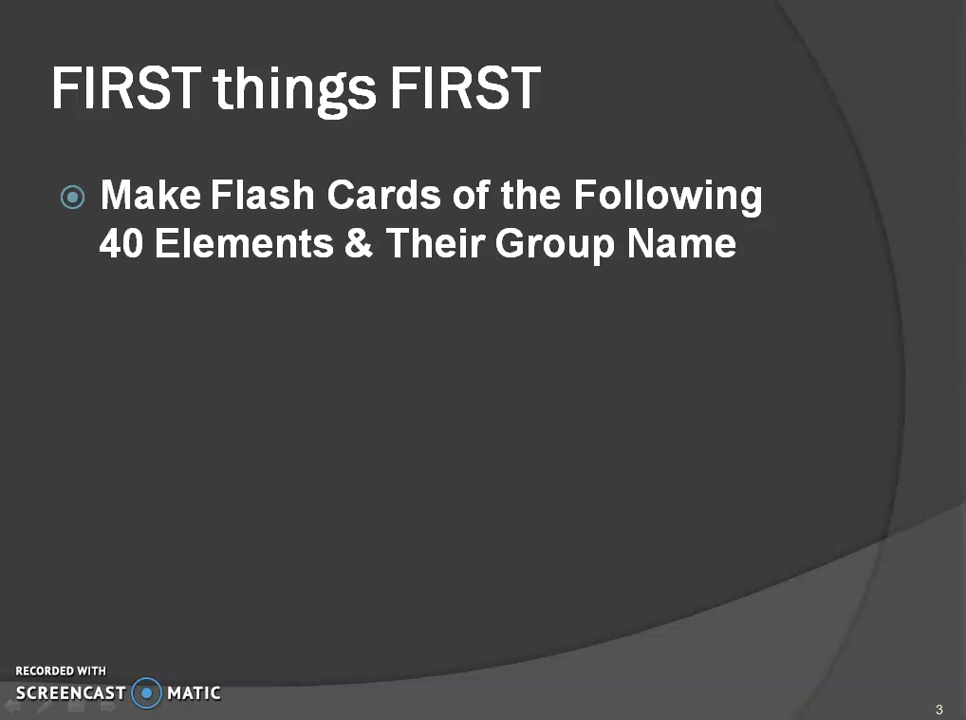 FIRST things FIRST
Make Flash Cards of the Following
40 Elements & Their Group Name
RECORDED WITH
SCREENCAST MATIC
3